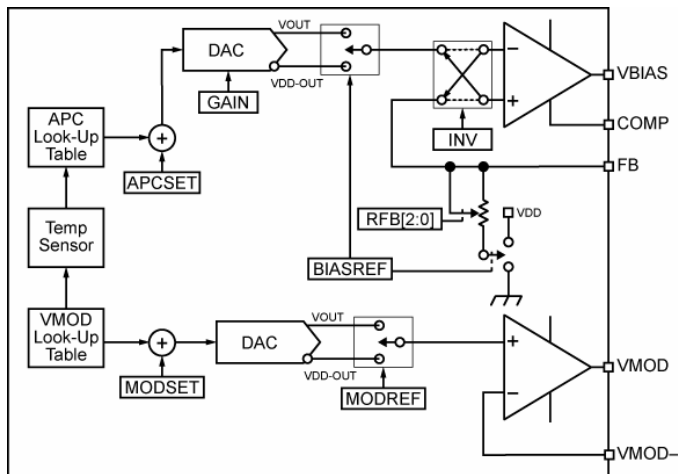 VOUT
DAC
VDD-OUT
GAIN
APC
Look-Up
Table
APCSET
INV
VBIAS
COMP
FB
RFB[2:0]
VDD
Temp
Sensor
BIASREF
VMOD
Look-Up
Table
MODSET
VOUT
DAC
VDD-OUT
MODREF
VMOD
VMOD–